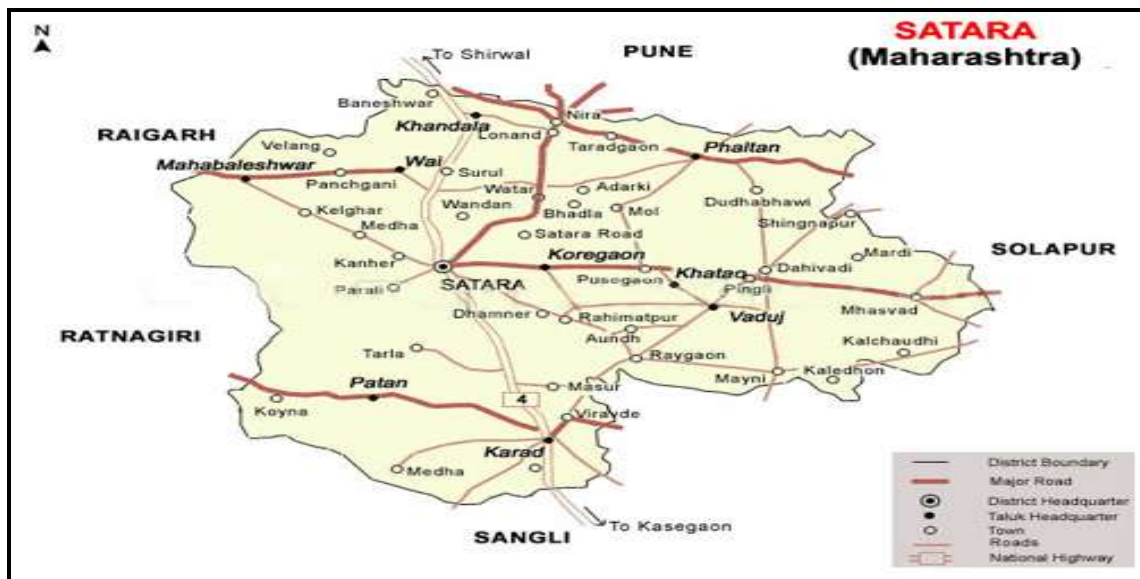 N
SATARA
(Maharashtra)
PUNE
To Shirwal
Baneshwar
Khandala
Nira
Lonand
RAIGARH
Velang
Taradgaon
Phaltan
Mahabaleshwar
Wai
Surul
Panchgani
Watar
Adarki
Dudhabhawi
Kelghar
Wandan
Bhadla
Mol
Shingnapur
Medha
Satara Road
SOLAPUR
Kanher
Koregaon
Mardi
SATARA
Pusegaon
Khatao
Dahivadi
Parali
Pingli
Mhasvad
Dhamner
Rahimatpur
Vaduj
RATNAGIRI
Aundh
Kalchaudhi
Tarla
Raygaon
Mayni
Kaledhon
Patan
Masur
4
Koyna
Viravde
Karad
Medha
To Kasegaon
SANGLI
District Boundary
Major Road
District Headquarter
Taluk Headquarter
Town
Roads
National Highway